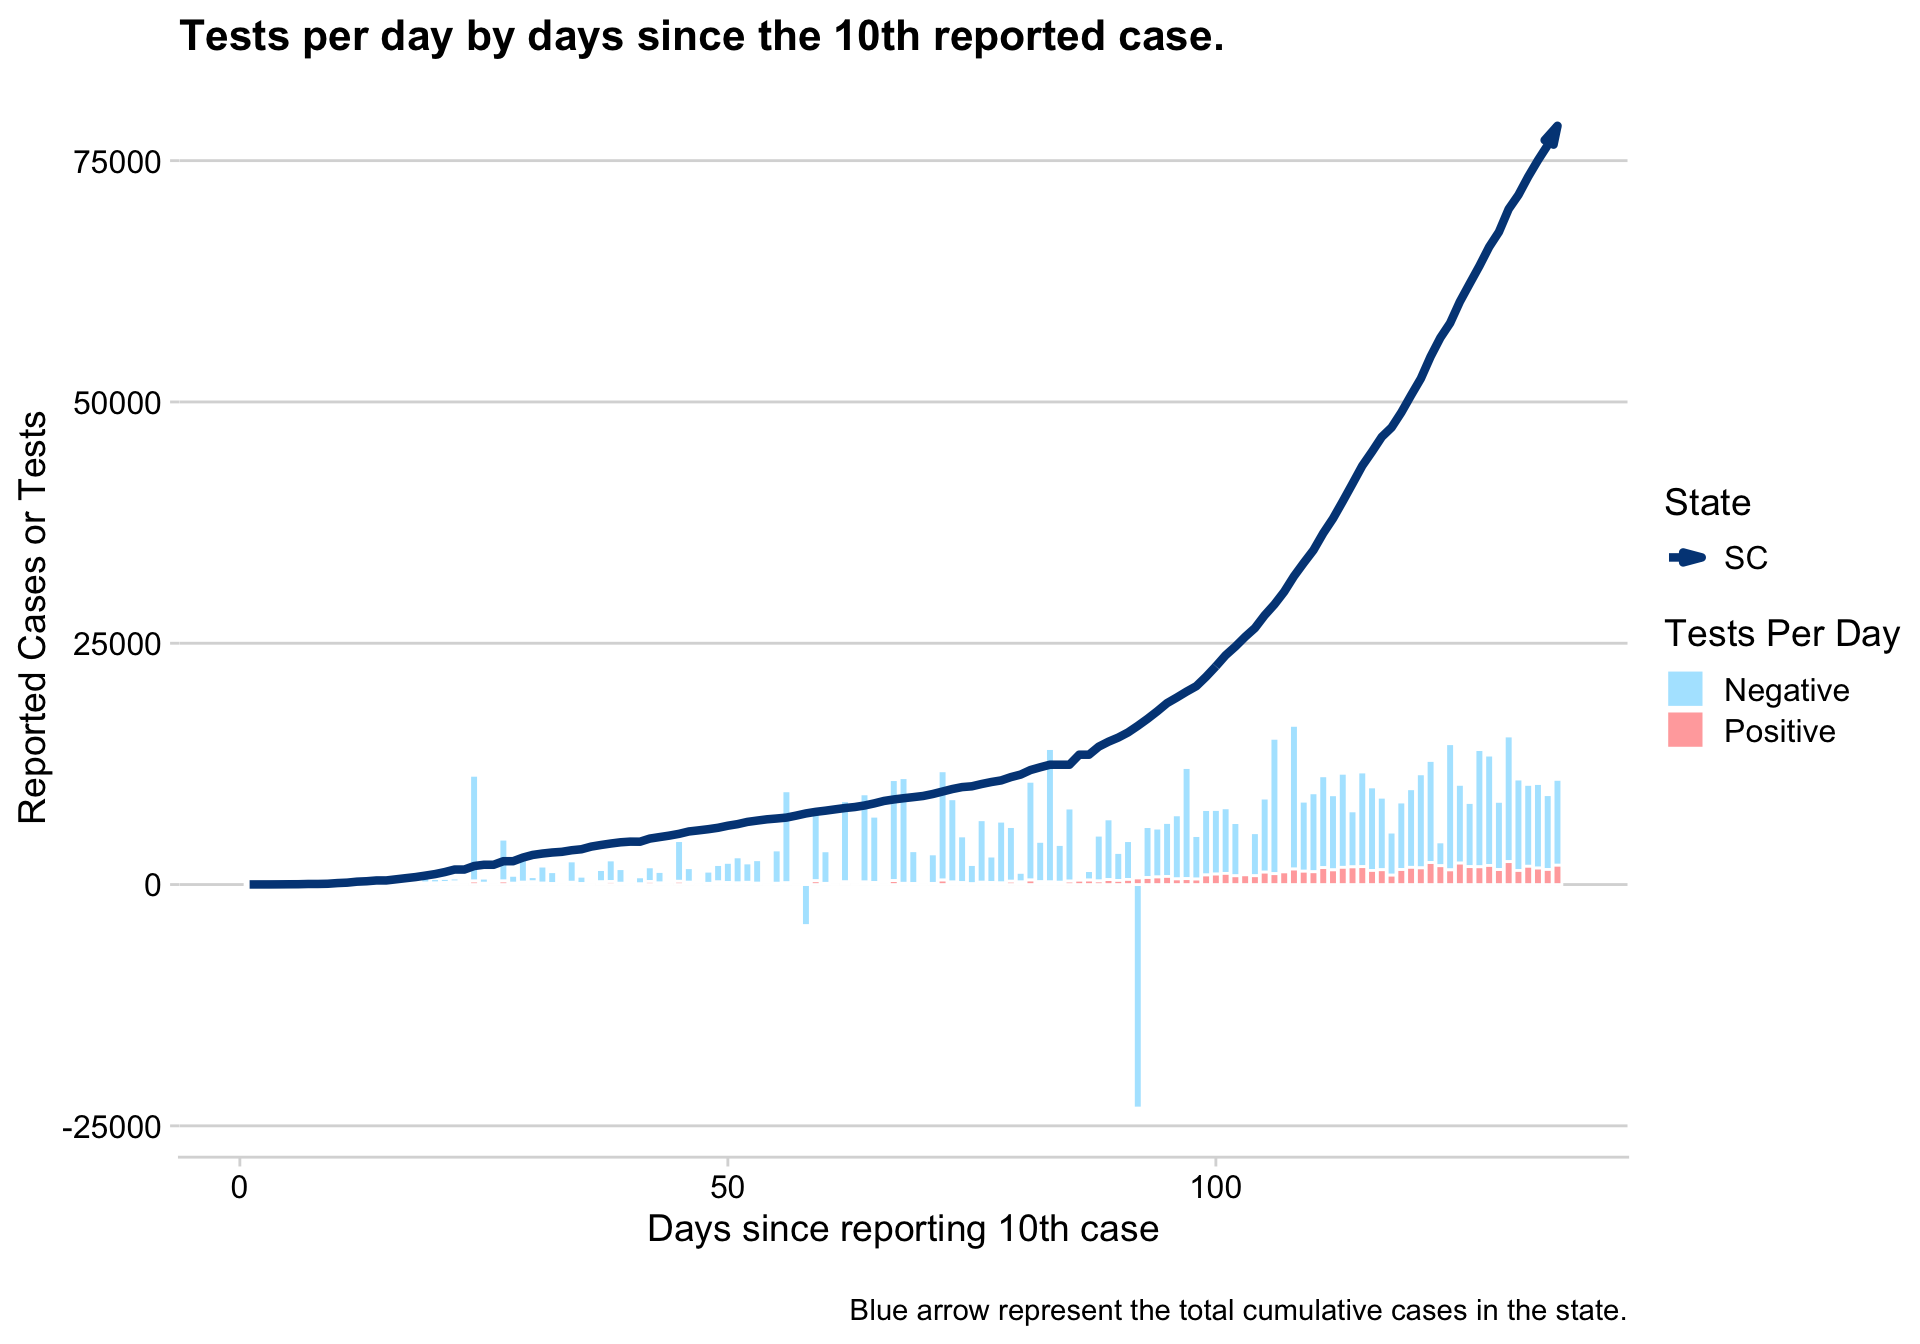 Tests per day by days since the 10th reported case.
75000
50000
25000
0
-25000
Reported Cases or Tests
0
50
100
Days since reporting 10th case
State
SC
Tests Per Day
Negative
Positive
Blue arrow represent the total cumulative cases in the state.